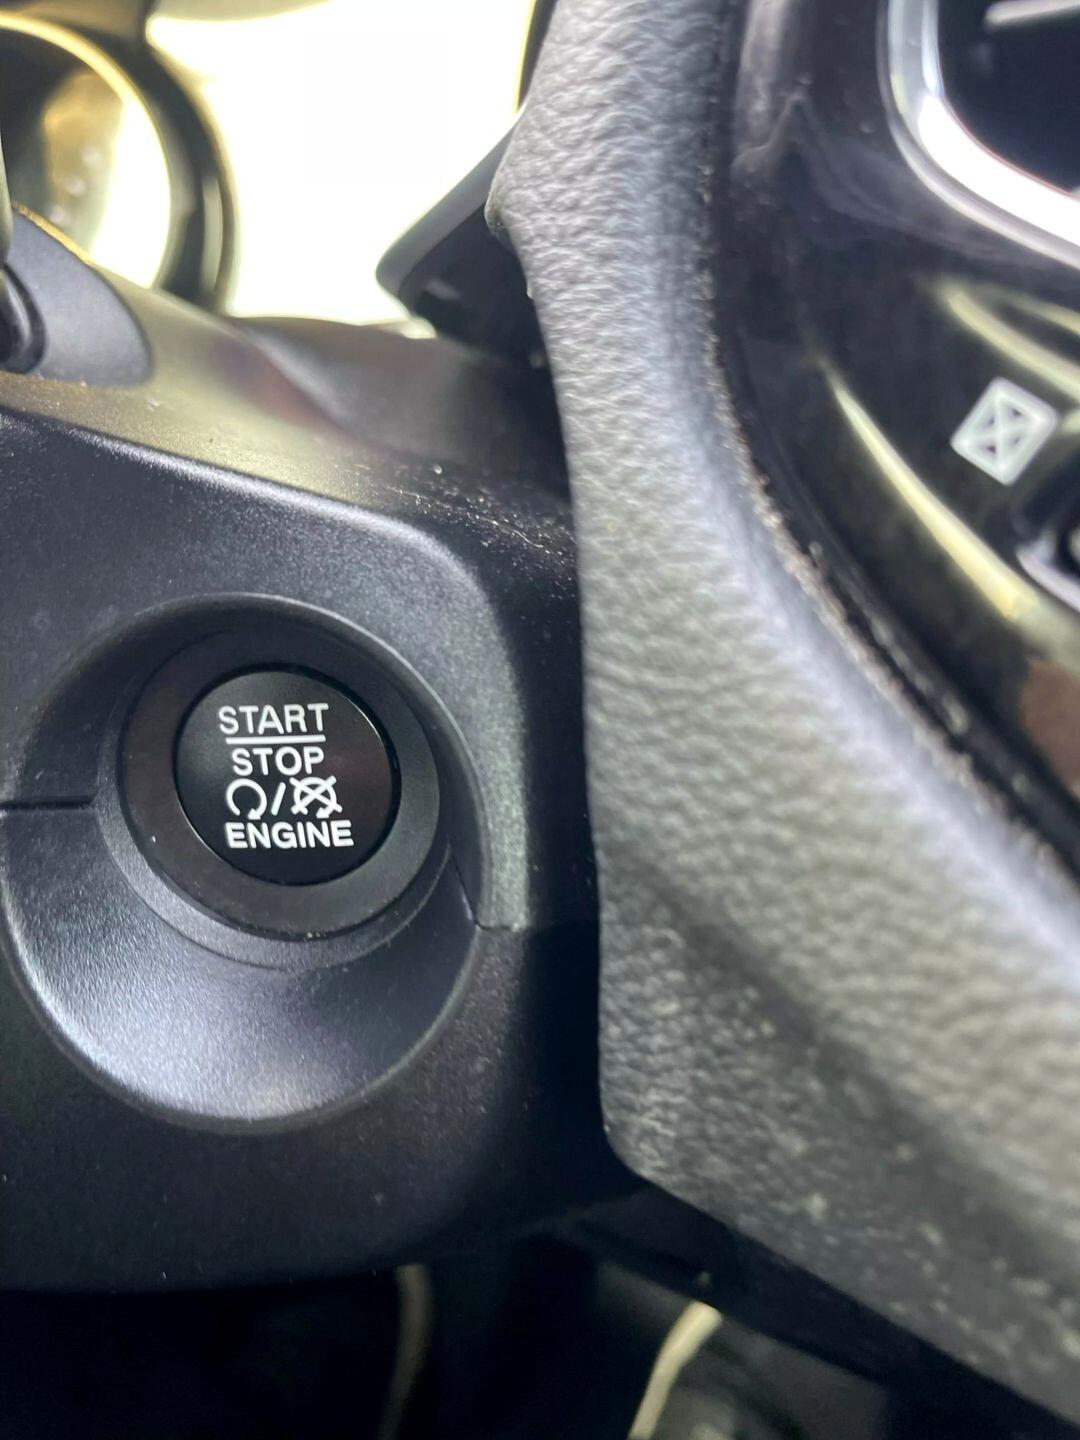 START
STOP
/
ENGINE